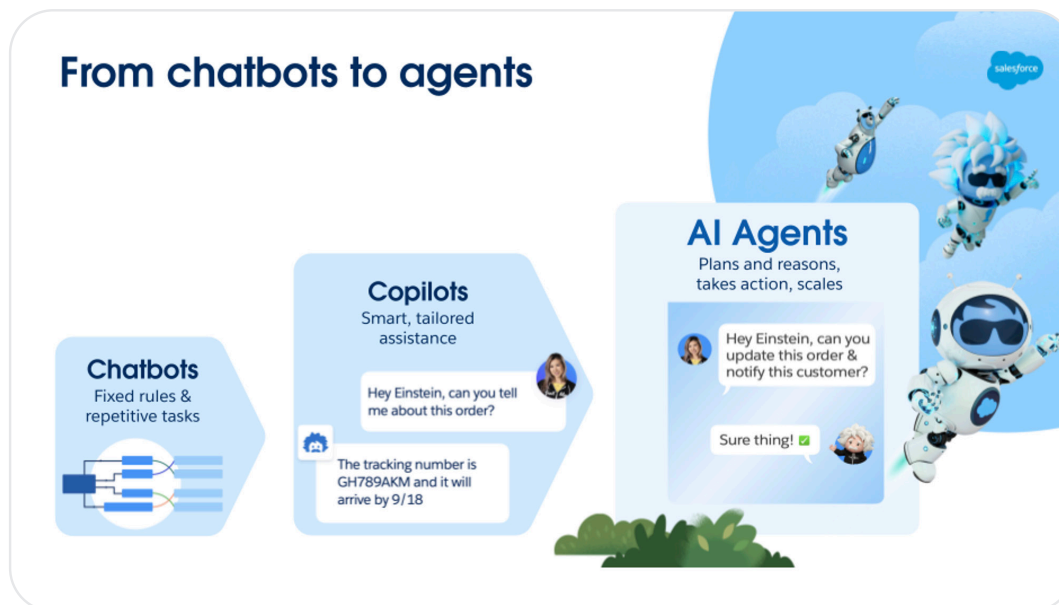 From chatbots to agents
salesforce
Chatbots
Fixed rules &
repetitive tasks
Copilots
Smart, tailored
assistance
Hey Einstein, can you tell
me about this order?
The tracking number is
GH789AKM and it will
arrive by 9/18
AI Agents
Plans and reasons,
takes action, scales
Hey Einstein, can you
update this order &
notify this customer?
Sure thing! ✅